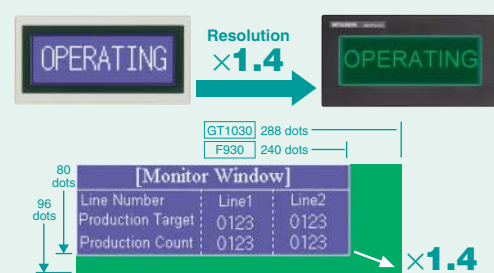 OPERATING
Resolution
×1.4
MITSUBISHI
OPERATING
GT1030 288 dots
F930 240 dots
80 dots
96 dots
[Monitor Window]
Line Number Line1 Line2
Production Target 0123 0123
Production Count 0123 0123
×1.4